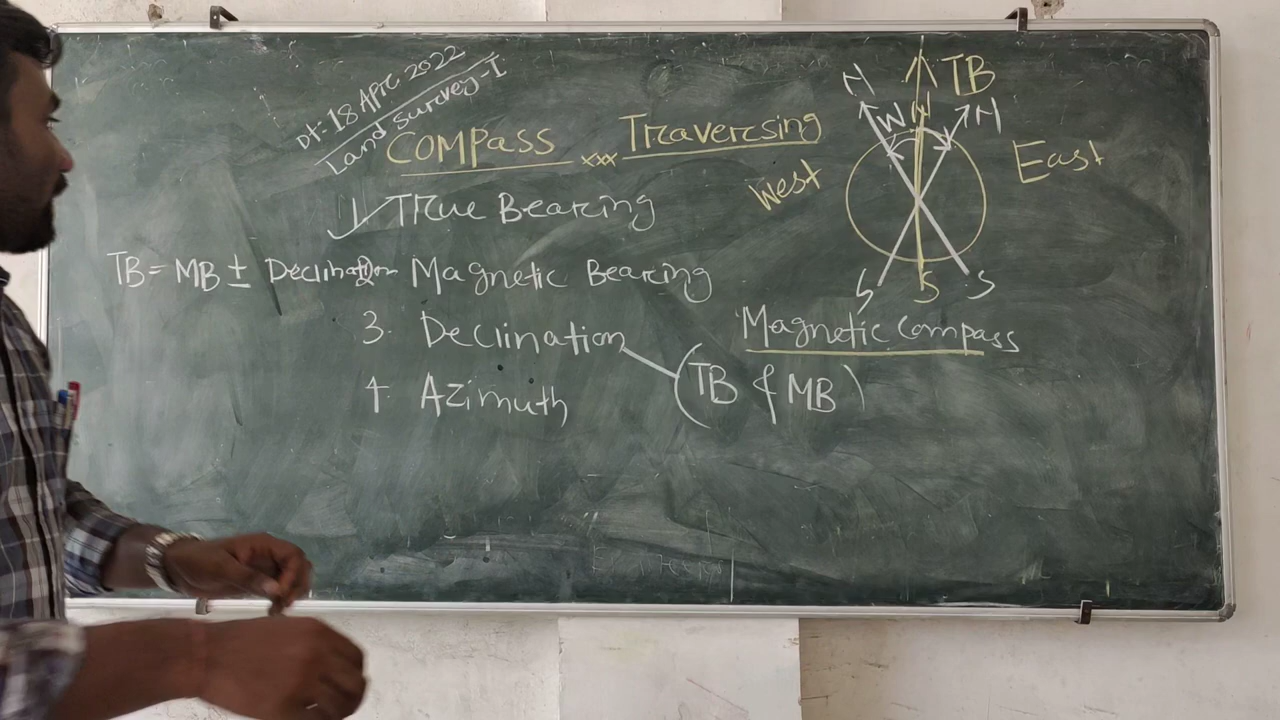 Dt:- 18 Apr 2022
Land Survey-I
COMPass xxx Traversing
1 True Bearing
TB = MB ± Declination
2 Magnetic Bearing
3. Declination
(TB & MB)
4. Azimuth
N
TB
W
N
N
West
East
S
S
S
Magnetic Compass